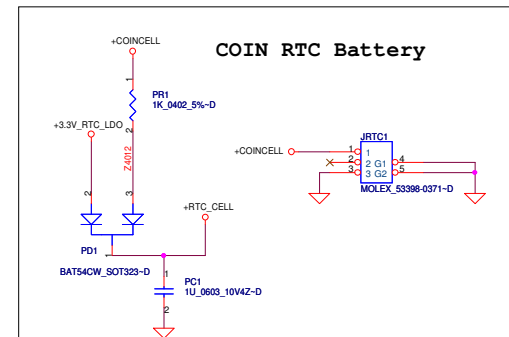 +COINCELL
COIN RTC Battery
1
PR1
1K_0402_5%~D
2
+3.3V_RTC_LDO
Z4012
+COINCELL
JRTC1
1 1
2 2 G1 4
3 3 G2 5
MOLEX_53398-0371~D
2
3
+RTC_CELL
PD1
1
BAT54CW_SOT323~D
1
PC1
1U_0603_10V4Z~D
2